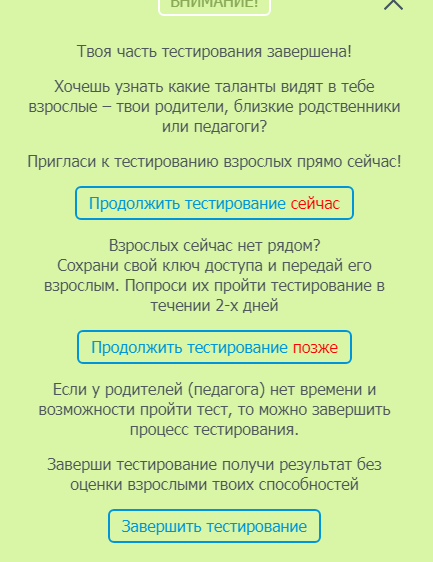 ВНИМАНИЕ!
Твоя часть тестирования завершена!
Хочешь узнать какие таланты видят в тебе
взрослые – твои родители, близкие родственники
или педагоги?
Пригласи к тестированию взрослых прямо сейчас!
Продолжить тестирование сейчас
Взрослых сейчас нет рядом?
Сохрани свой ключ доступа и передай его
взрослым. Попроси их пройти тестирование в
течении 2-х дней
Продолжить тестирование позже
Если у родителей (педагога) нет времени и
возможности пройти тест, то можно завершить
процесс тестирования.
Заверши тестирование получи результат без
оценки взрослыми твоих способностей
Завершить тестирование